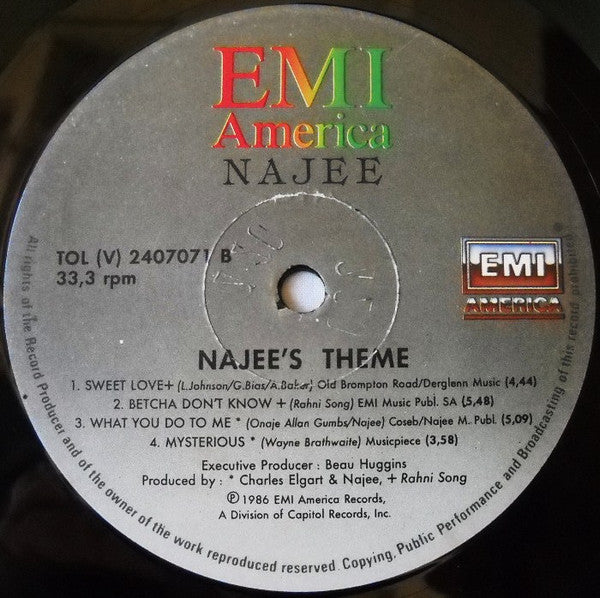 EMI
America
NAJEE
TOL (V) 2407071 B
33,3 rpm
EMI
AMERICA
NAJEE'S THEME
1. SWEET LOVE+ (L.Johnson/G.Bias/A.Baker) Old Brompton Road/Derglenn Music (4,44)
2. BETCHA DON'T KNOW + (Rahni Song) EMI Music Publ. SA (5,48)
3. WHAT YOU DO TO ME * (Onaje Allan Gumbs/Najee) Coseb/Najee M. Publ. (5,09)
4. MYSTERIOUS * (Wayne Brathwaite) Musicpiece (3,58)
Executive Producer : Beau Huggins
Produced by : * Charles Elgart & Najee, + Rahni Song
Ⓟ 1986 EMI America Records,
A Division of Capitol Records, Inc.
All rights of the Record Producer and of the owner of the work reproduced reserved. Copying, Public Performance and Broadcasting of this record prohibited